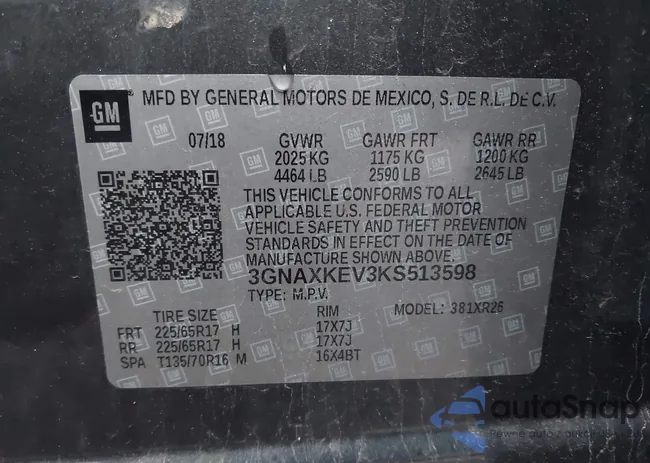 GM MFD BY GENERAL MOTORS DE MEXICO, S. DE R.L. DE C.V.
07/18 GVWR GAWR FRT GAWR RR
2025 KG 1175 KG 1200 KG
4464 LB 2590 LB 2645 LB
THIS VEHICLE CONFORMS TO ALL
APPLICABLE U.S. FEDERAL MOTOR
VEHICLE SAFETY AND THEFT PREVENTION
STANDARDS IN EFFECT ON THE DATE OF
MANUFACTURE SHOWN ABOVE.
3GNAXKEV3KS513598
TYPE: M.P.V. MODEL: 381XR26
TIRE SIZE RIM
FRT 225/65R17 H 17X7J
RR 225/65R17 H 17X7J
SPA T135/70R16 M 16X4BT
autoSnap
Pewne auto z aukcji